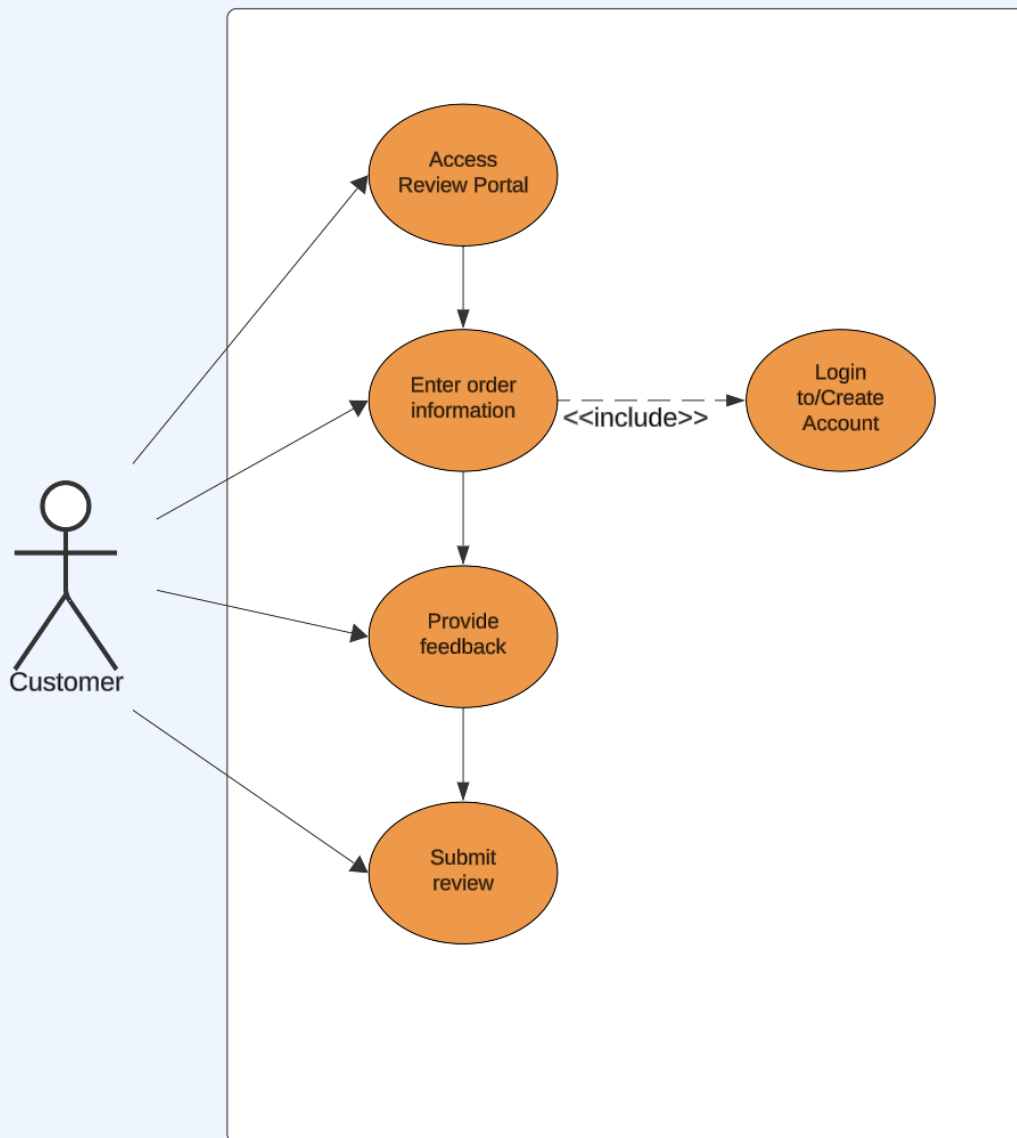 Access
Review Portal
Enter order
information
<<include>>
Login
to/Create
Account
Provide
feedback
Customer
Submit
review